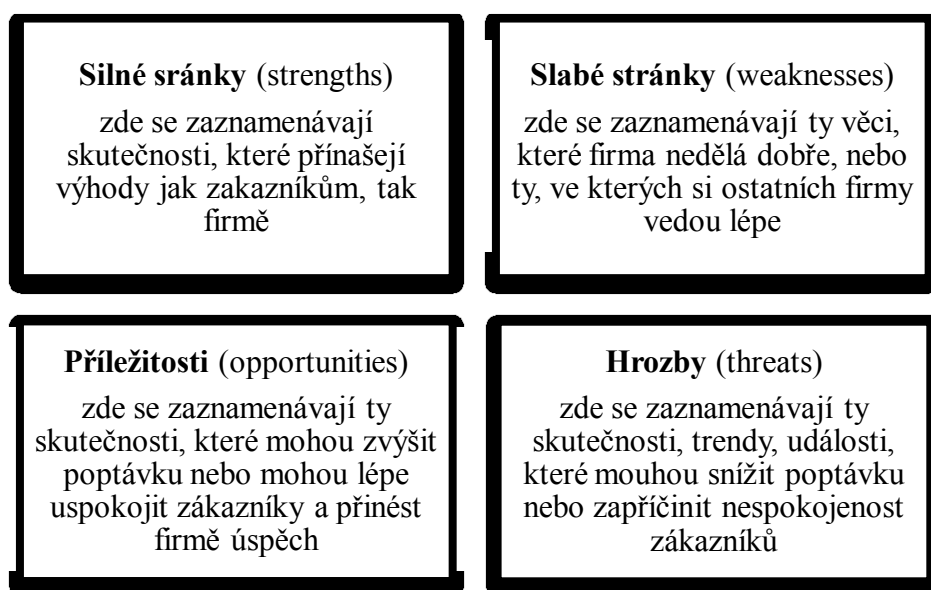 Silné sránky (strengths)
zde se zaznamenávají
skutečnosti, které přínašejí
výhody jak zakazníkům, tak
firmě
Slabé stránky (weaknesses)
zde se zaznamenávají ty věci,
které firma nedělá dobře, nebo
ty, ve kterých si ostatních firmy
vedou lépe
Příležitosti (opportunities)
zde se zaznamenávají ty
skutečnosti, které mohou zvýšit
poptávku nebo mohou lépe
uspokojit zákazníky a přinést
firmě úspěch
Hrozby (threats)
zde se zaznamenávají ty
skutečnosti, trendy, události,
které mouhou snížit poptávku
nebo zapříčinit nespokojenost
zákazníků